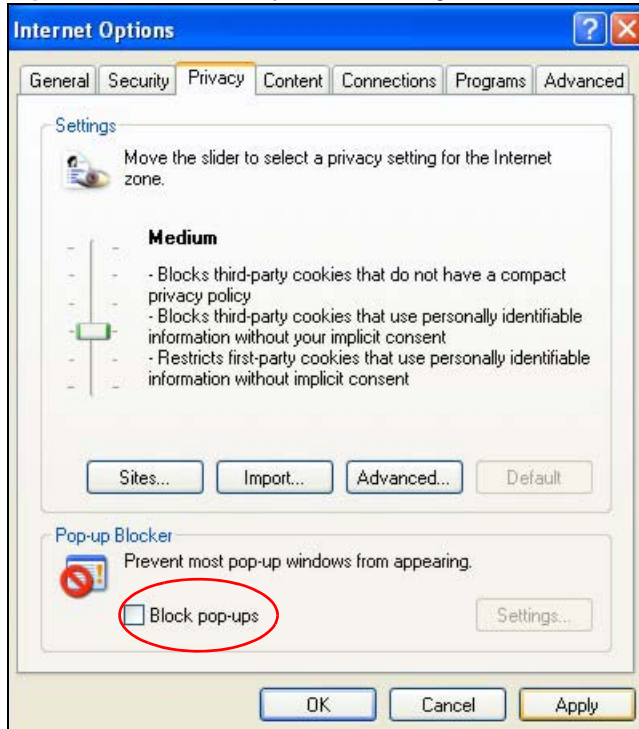 Internet Options
General Security Privacy Content Connections Programs Advanced
Settings
Move the slider to select a privacy setting for the Internet
zone.
Medium
- Blocks third-party cookies that do not have a compact
privacy policy
- Blocks third-party cookies that use personally identifiable
information without your implicit consent
- Restricts first-party cookies that use personally identifiable
information without implicit consent
Sites... Import... Advanced... Default
Pop-up Blocker
Prevent most pop-up windows from appearing.
Block pop-ups Settings...
OK Cancel Apply